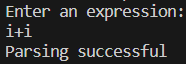 Enter an expression:
i+i
Parsing successful